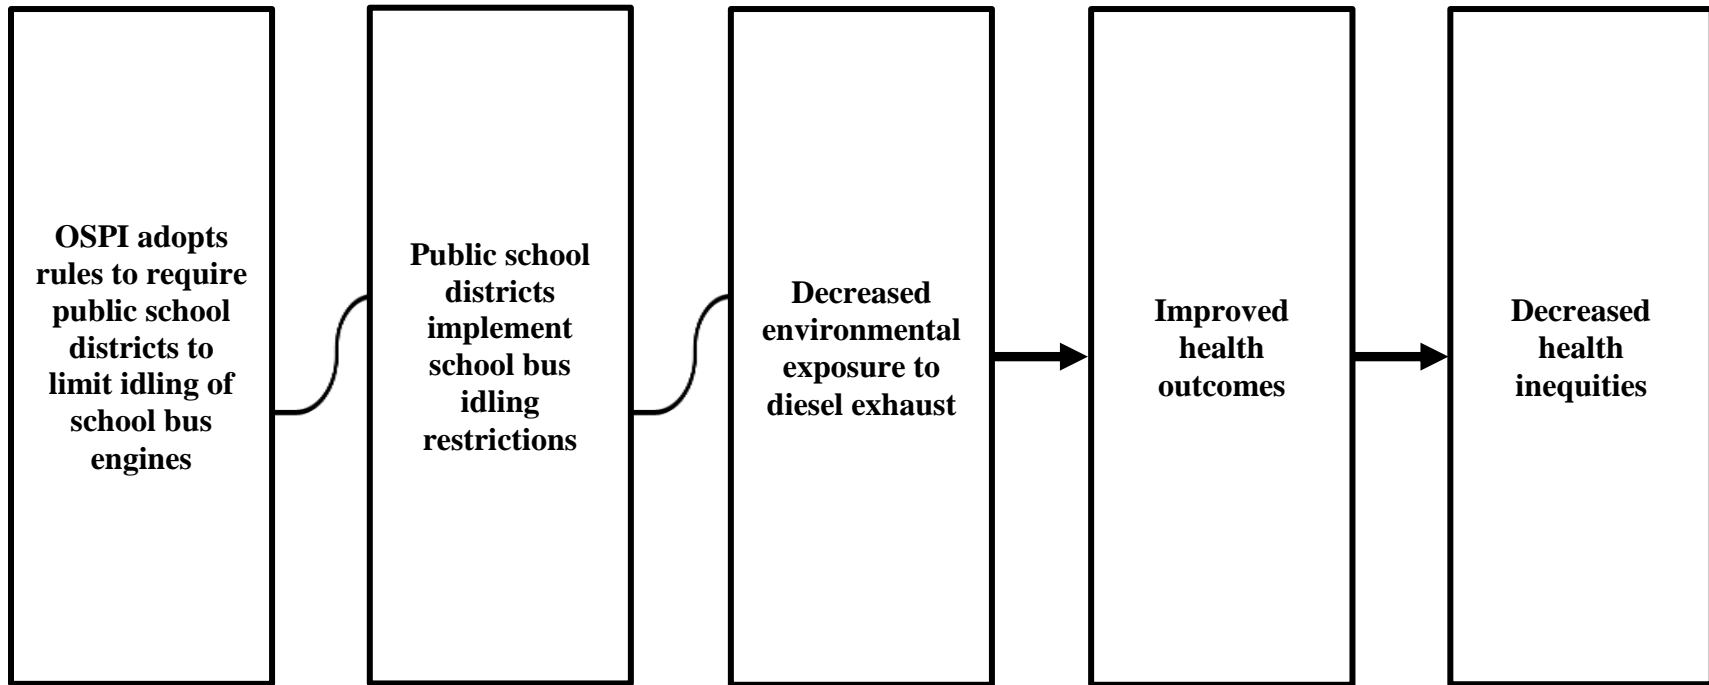 OSPI adopts
rules to require
public school
districts to
limit idling of
school bus
engines
Public school
districts
implement
school bus
idling
restrictions
Decreased
environmental
exposure to
diesel exhaust
Improved
health
outcomes
Decreased
health
inequities